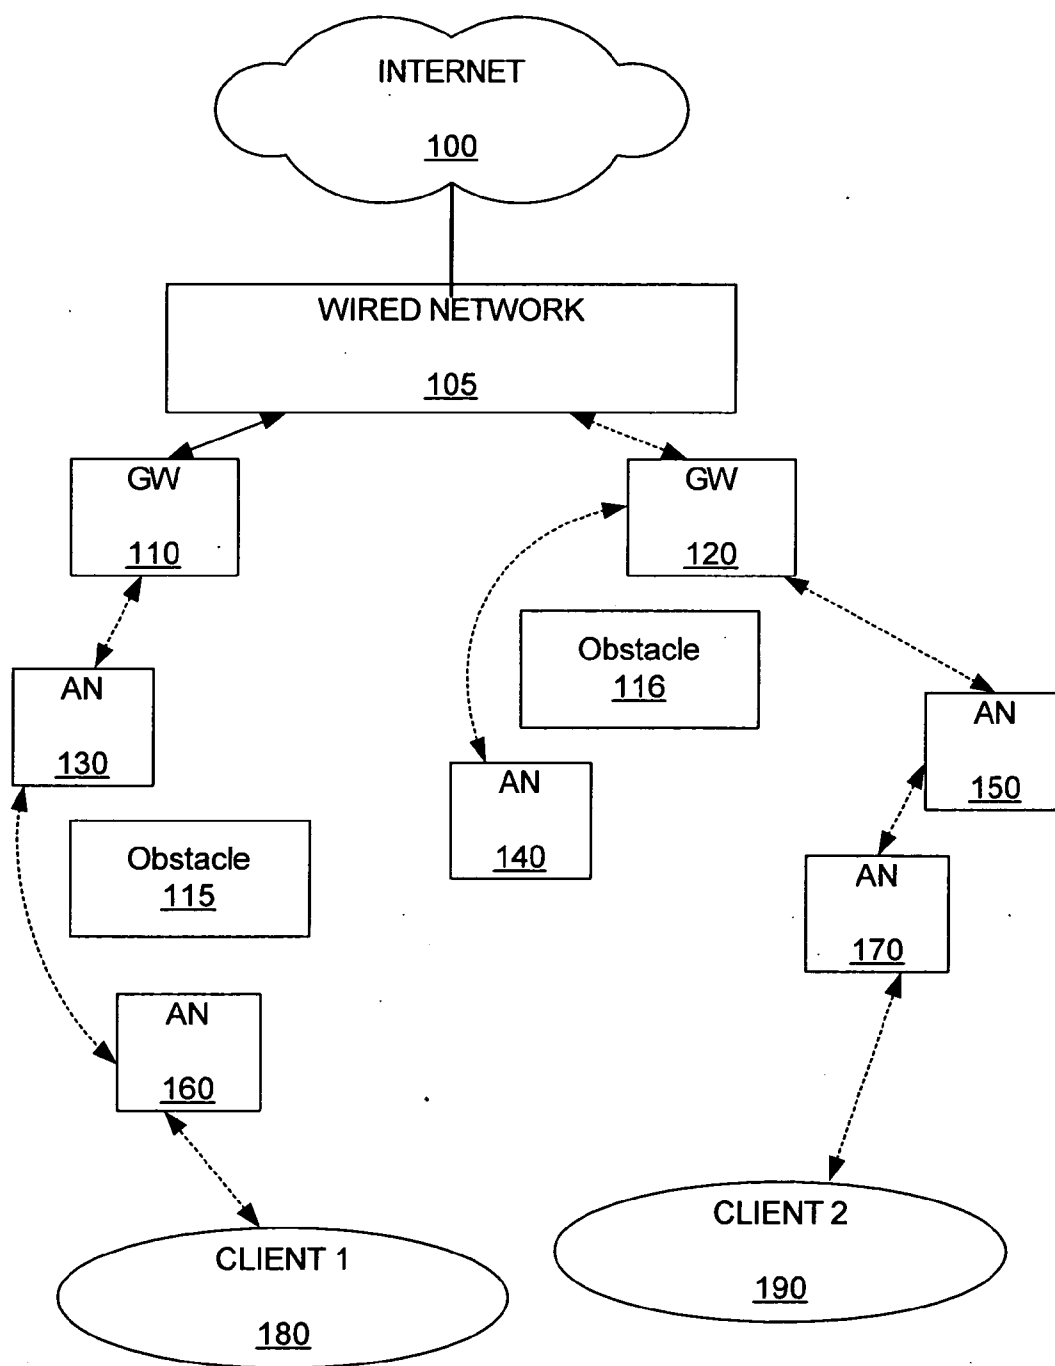 INTERNET
100
WIRED NETWORK
105
GW
110
GW
120
Obstacle
116
AN
130
AN
150
AN
140
Obstacle
115
AN
170
AN
160
CLIENT 2
190
CLIENT 1
180